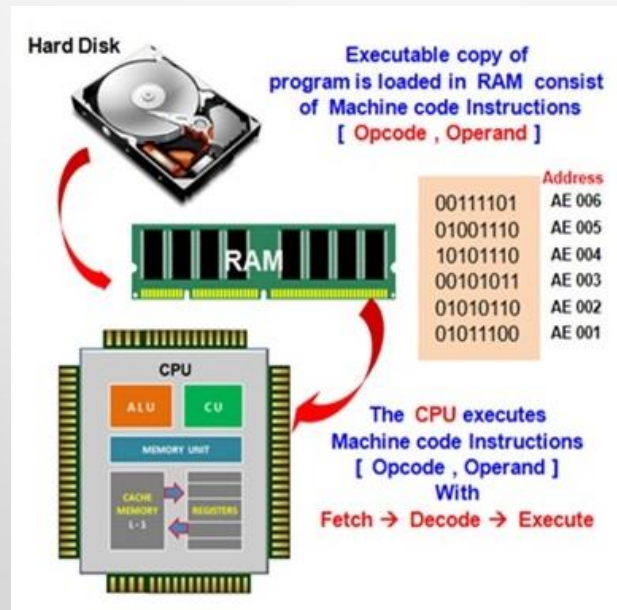 Hard Disk
Executable copy of
program is loaded in RAM consist
of Machine code Instructions
[ Opcode , Operand ]
Address
00111101 AE 006
01001110 AE 005
10101110 AE 004
00101011 AE 003
01010110 AE 002
01011100 AE 001
RAM
CPU
ALU CU
MEMORY UNIT
CACHE
MEMORY
L - 1
REGISTERS
The CPU executes
Machine code Instructions
[ Opcode , Operand ]
With
Fetch → Decode → Execute